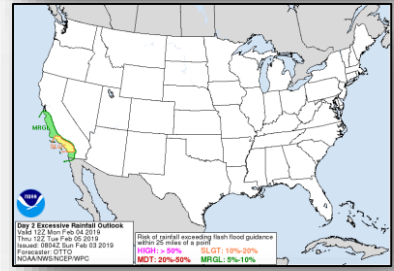 MRGL
NOAA
Day 2 Excessive Rainfall Outlook
Valid 12Z Mon Feb 04 2019
Thru 12Z Tue Feb 05 2019
Issued: 0804Z Sun Feb 03 2019
Forecaster: OTTO
NOAA/NWS/NCEP/WPC
Risk of rainfall exceeding flash flood guidance
within 25 miles of a point
HIGH: > 50% SLGT: 10%-20%
MDT: 20%-50% MRGL: 5%-10%